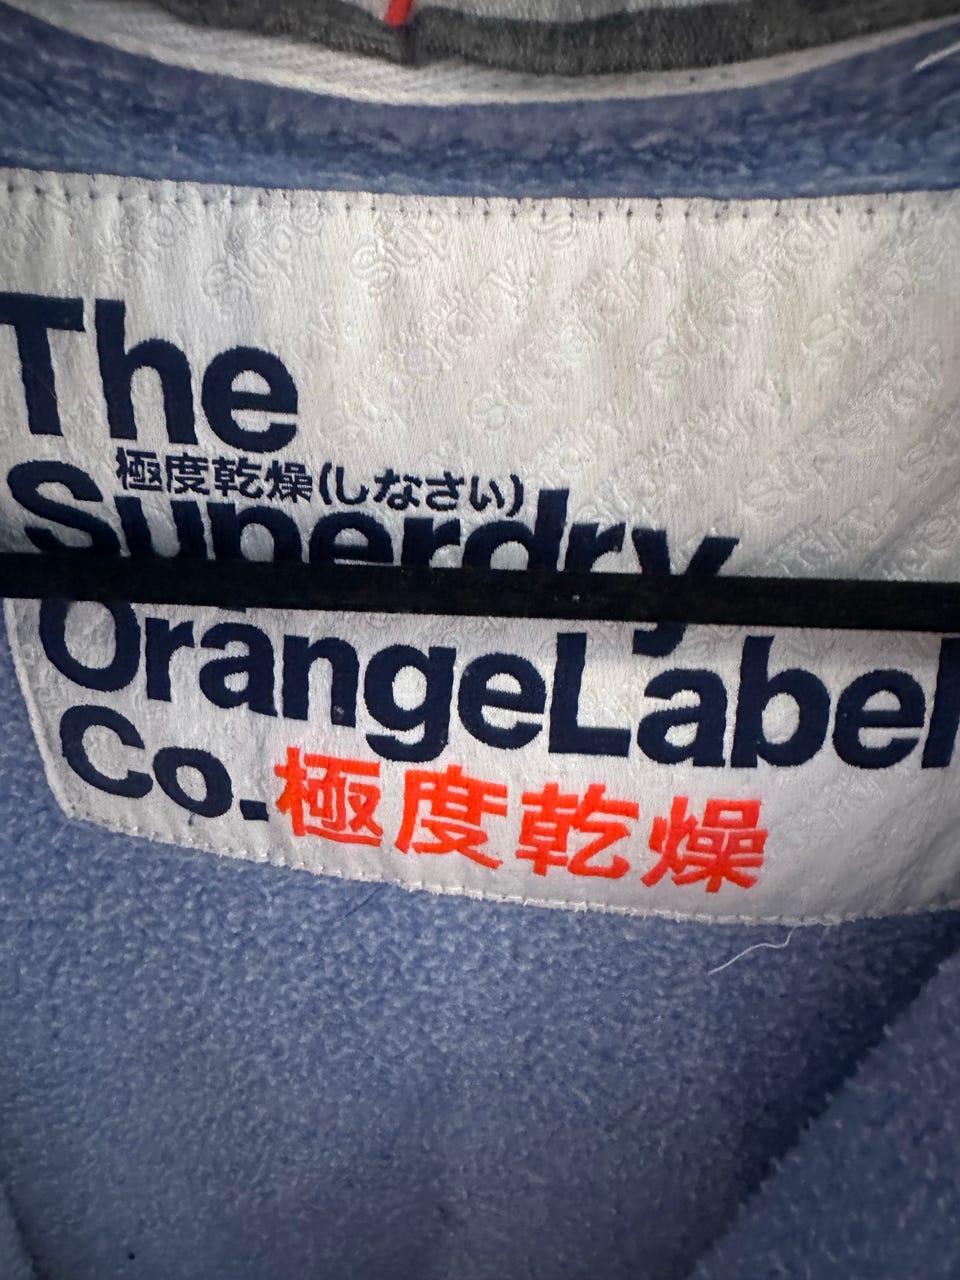 The
極度乾燥(しなさい)
Superdry
OrangeLabel
Co.極度乾燥